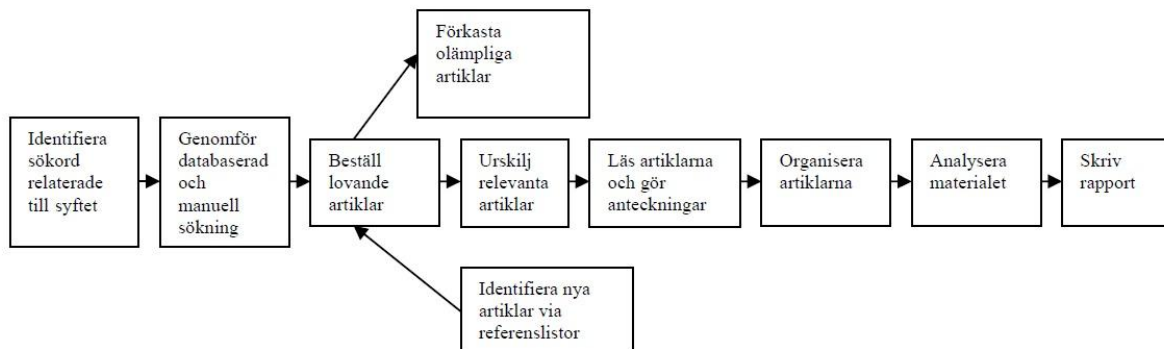 Förkasta
olämpliga
artiklar
Identifiera
sökord
relaterade
till syftet
Genomför
databaserad
och
manuell
sökning
Beställ
lovande
artiklar
Urskilj
relevanta
artiklar
Läs artiklarna
och gör
anteckningar
Organisera
artiklarna
Analysera
materialet
Skriv
rapport
Identifiera nya
artiklar via
referenslistor